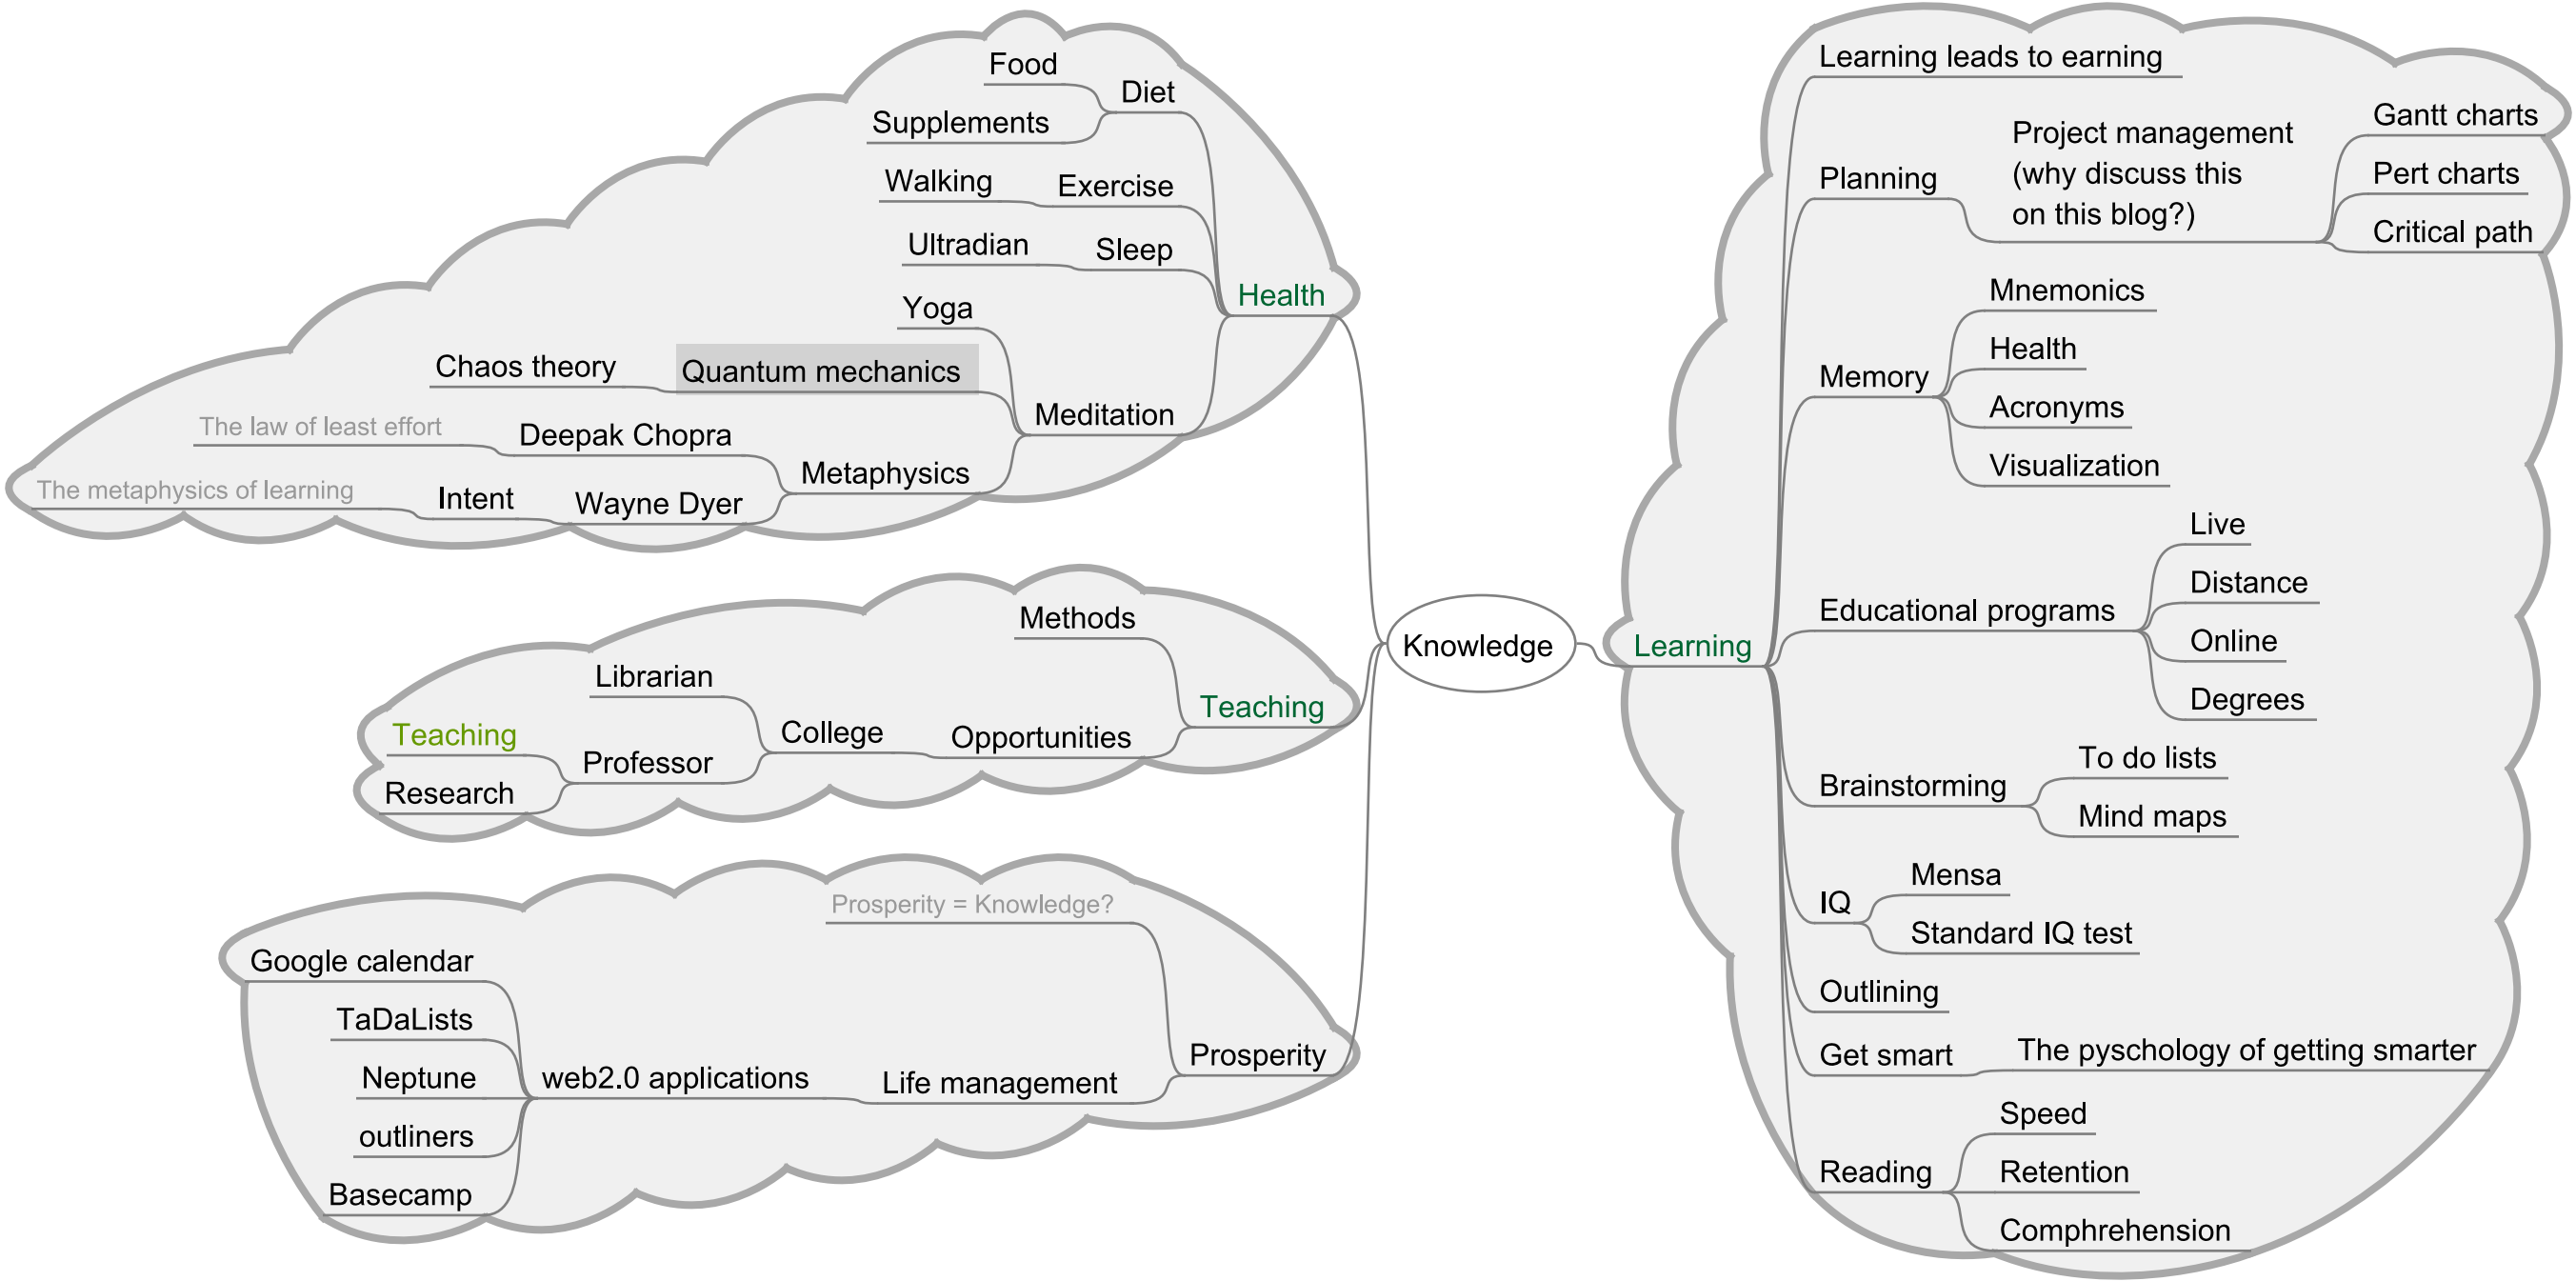 Food
Diet
Supplements
Walking
Exercise
Ultradian
Sleep
Health
Yoga
Chaos theory
Quantum mechanics
Meditation
The law of least effort
Deepak Chopra
Metaphysics
The metaphysics of learning
Intent
Wayne Dyer
Methods
Librarian
Teaching
Teaching
College
Opportunities
Professor
Research
Prosperity = Knowledge?
Google calendar
TaDaLists
Neptune
web2.0 applications
Life management
Prosperity
outliners
Basecamp
Knowledge
Learning
Learning leads to earning
Planning
Project management
(why discuss this
on this blog?)
Gantt charts
Pert charts
Critical path
Memory
Mnemonics
Health
Acronyms
Visualization
Educational programs
Live
Distance
Online
Degrees
Brainstorming
To do lists
Mind maps
IQ
Mensa
Standard IQ test
Outlining
Get smart
The pyschology of getting smarter
Reading
Speed
Retention
Comphrehension